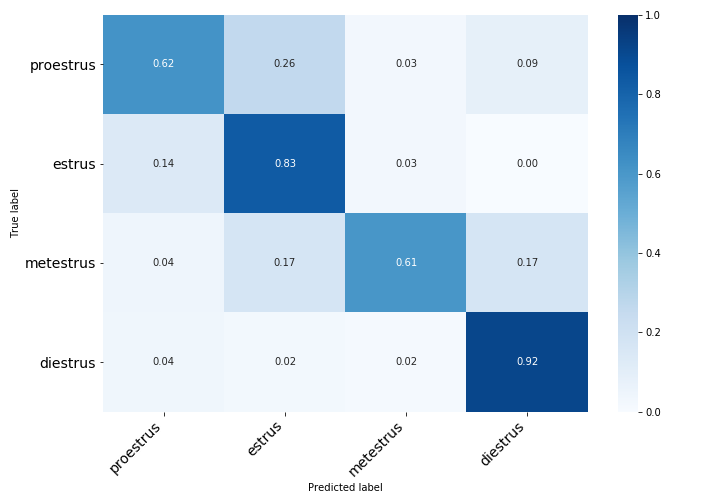 1.0
proestrus 0.62 0.26 0.03 0.09
0.8
estrus 0.14 0.83 0.03 0.00
0.6
True label
0.4
metestrus 0.04 0.17 0.61 0.17
0.2
diestrus 0.04 0.02 0.02 0.92
0.0
proestrus estrus metestrus diestrus
Predicted label